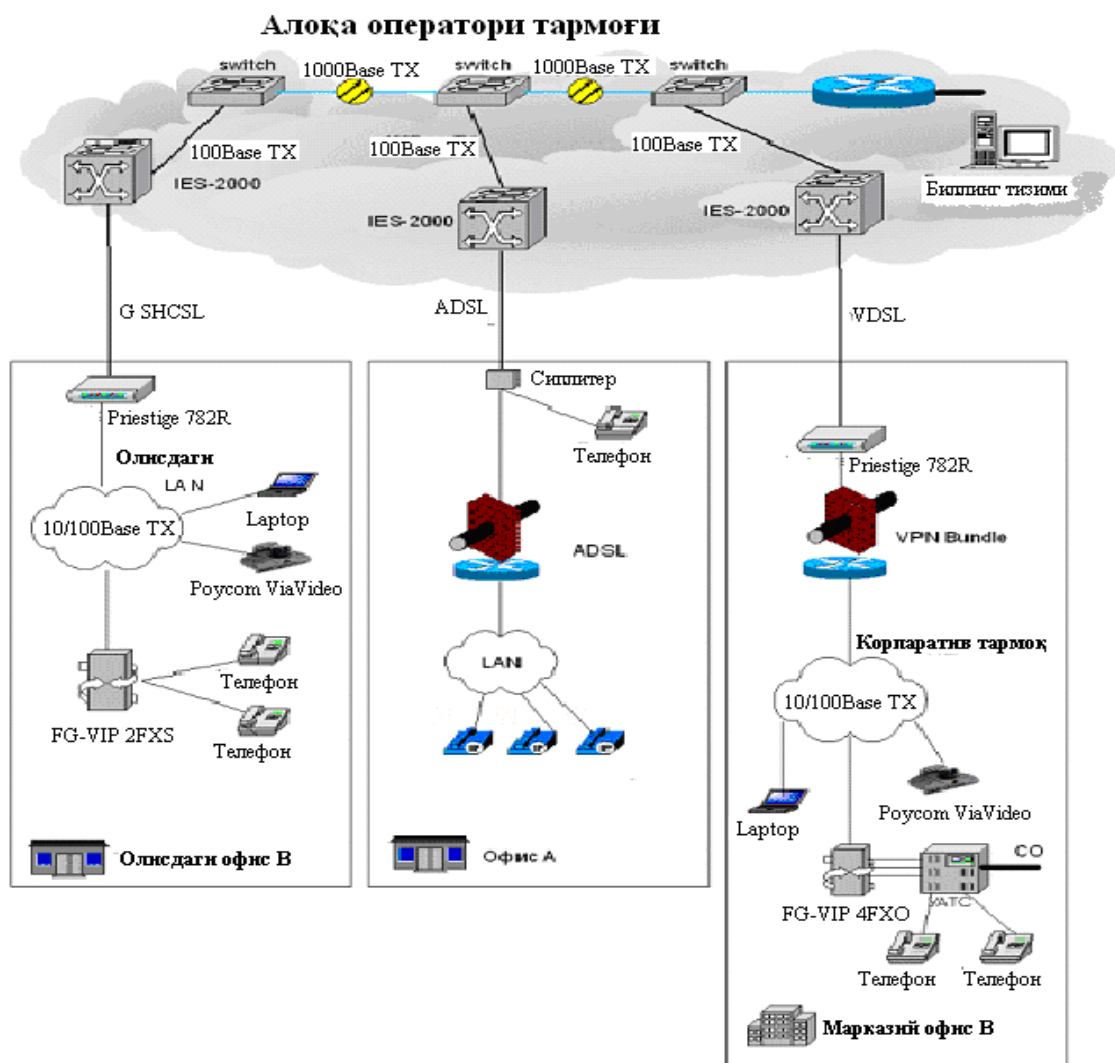 Алоқа оператори тармоғи
switch
1000Base TX
switch
1000Base TX
switch
100Base TX
100Base TX
100Base TX
IES-2000
IES-2000
IES-2000
Биллинг тизими
G SHCSL
ADSL
VDSL
Priestige 782R
Олисдаги
LAN
10/100Base TX
Laptop
Poycom ViaVideo
FG-VIP 2FXS
Телефон
Телефон
Олисдаги офис В
Сиплитер
Телефон
ADSL
LAN
Офис А
Priestige 782R
VPN Bundle
Корпаратив тармоқ
10/100Base TX
Laptop
Poycom ViaVideo
FG-VIP 4FXO
УАТС
CO
Телефон
Телефон
Марказий офис В